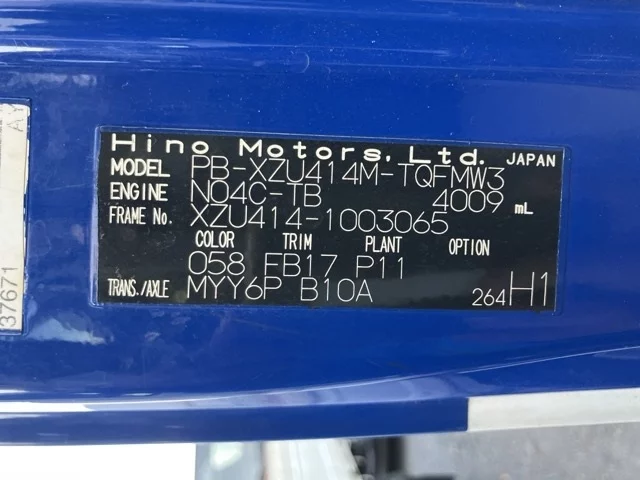 Hino Motors, Ltd. JAPAN
MODEL PB-XZU414M-TQFMW3
ENGINE N04C-TB 4009 mL
FRAME No. XZU414-1003065
COLOR TRIM PLANT OPTION
058 FB17 P11
TRANS./AXLE MYY6P B10A 264H1
37671